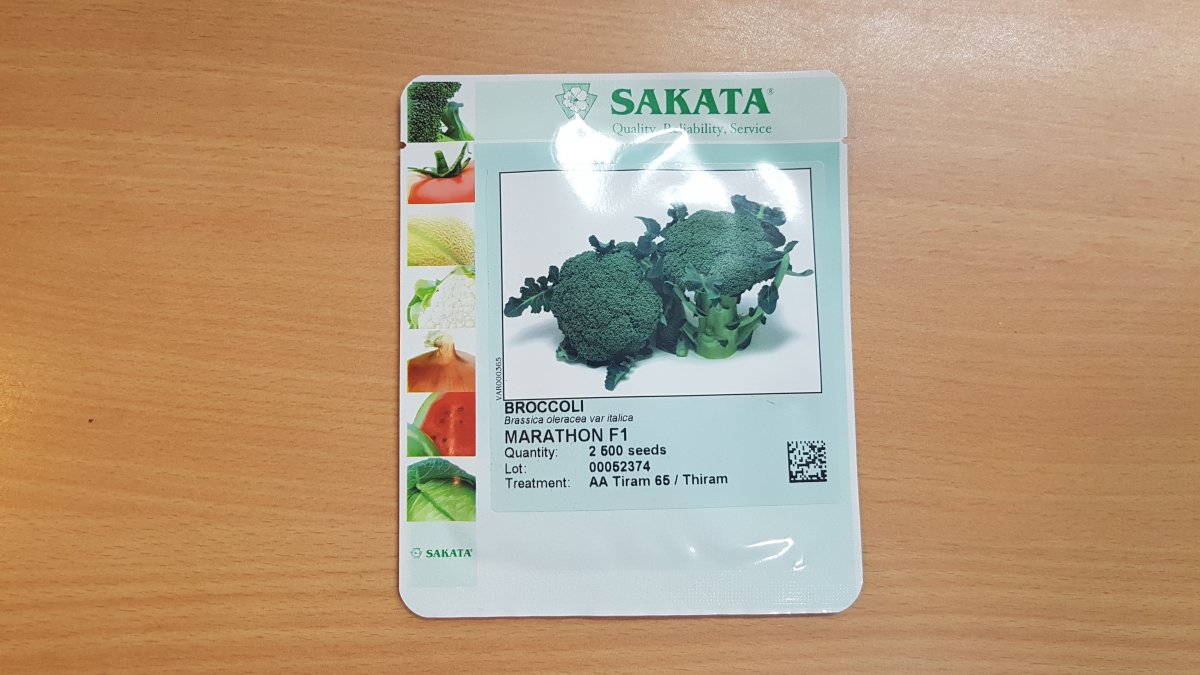 SAKATA®
Quality, Reliability, Service
VAR000365
BROCCOLI
Brassica oleracea var italica
MARATHON F1
Quantity: 2 500 seeds
Lot: 00052374
Treatment: AA Tiram 65 / Thiram
SAKATA®